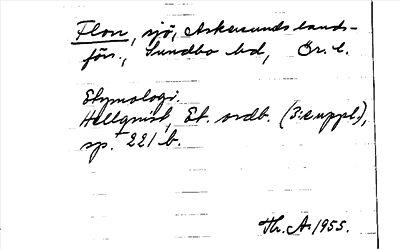 Flon, sjö, Askersunds lands-
förs., Sundbo hd, Ör. l.
Etymologi.
Hellquist, Et. ordb. (3:e uppl.),
sp. 221 b.
Th. A. 1955.